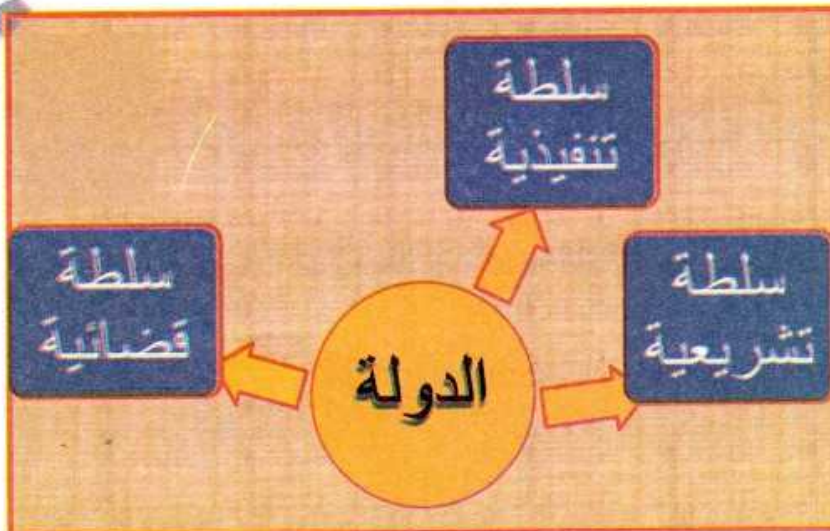 سلطة
تنفيذية
سلطة
تشريعية
سلطة
قضائية
الدولة